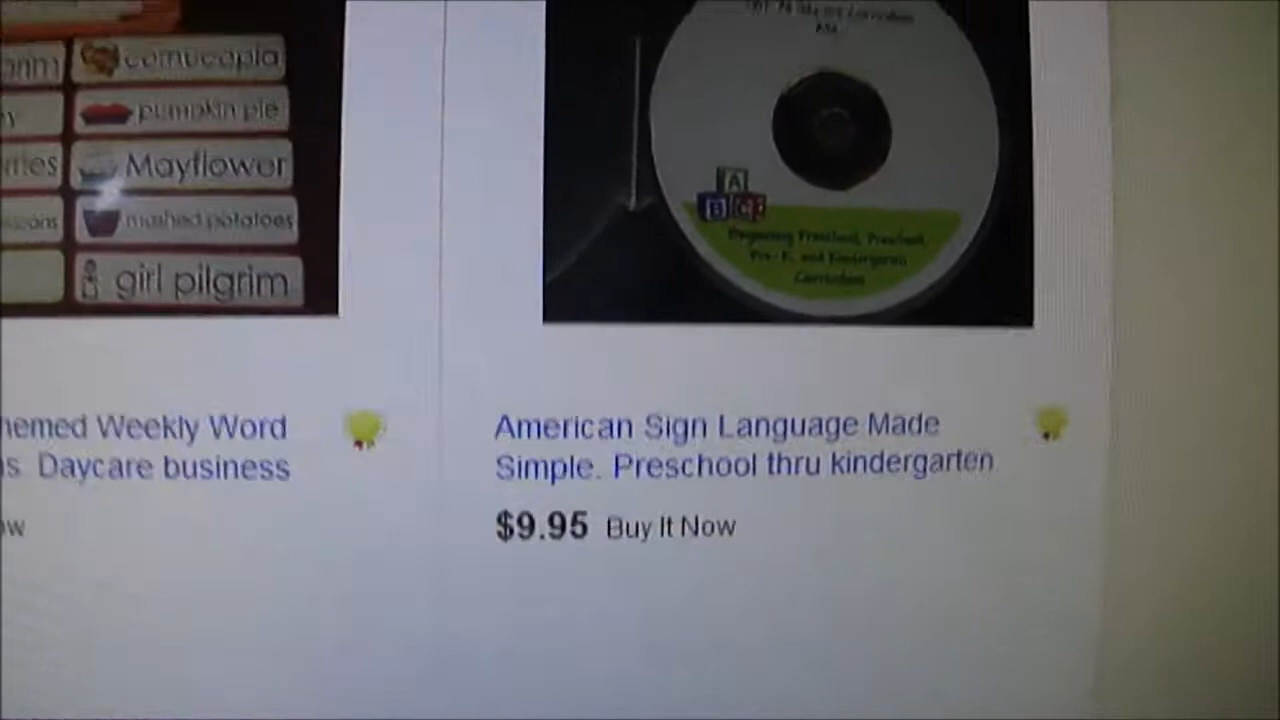 cornucopia
pumpkin pie
Mayflower
mashed potatoes
girl pilgrim
A
B C
Beginning Preschool, Preschool,
Pre-K, and Kindergarten
Curriculum
hemed Weekly Word
Daycare business
American Sign Language Made
Simple. Preschool thru kindergarten
$9.95 Buy It Now